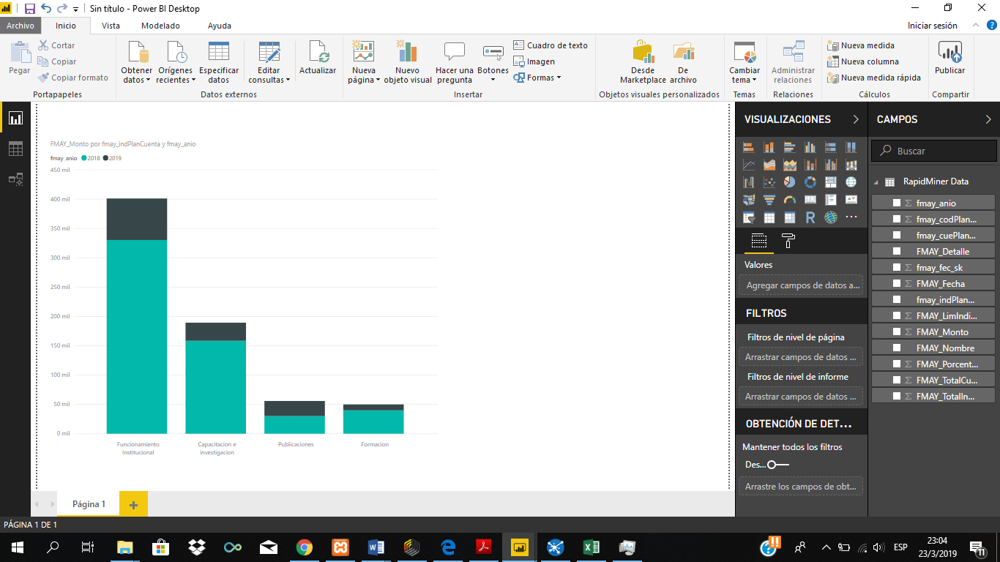 Sin título - Power BI Desktop
Archivo Inicio Vista Modelado Ayuda Iniciar sesión
Pegar
Cortar
Copiar
Copiar formato
Portapapeles
Obtener datos
Orígenes recientes
Especificar datos
Editar consultas
Actualizar
Datos externos
Nueva página
Nuevo objeto visual
Hacer una pregunta
Botones
Cuadro de texto
Imagen
Formas
Insertar
Desde Marketplace
De archivo
Objetos visuales personalizados
Cambiar tema
Temas
Administrar relaciones
Relaciones
Nueva medida
Nueva columna
Nueva medida rápida
Cálculos
Publicar
Compartir
FMAY_Monto por fmay_indPlanCuenta y fmay_anio
fmay_anio 2018 2019
450 mil
400 mil
350 mil
300 mil
250 mil
200 mil
150 mil
100 mil
50 mil
0 mil
Funcionamiento
Institucional
Capacitacion e
investigacion
Publicaciones
Formacion
VISUALIZACIONES
R
Valores
Agregar campos de datos a...
FILTROS
Filtros de nivel de página
Arrastrar campos de datos ...
Filtros de nivel de informe
Arrastrar campos de datos ...
OBTENCIÓN DE DET...
Mantener todos los filtros
Des...
Arrastre los campos de obt...
CAMPOS
Buscar
RapidMiner Data
fmay_anio
fmay_codPlan...
fmay_cuePlan...
FMAY_Detalle
fmay_fec_sk
FMAY_Fecha
fmay_indPlan...
FMAY_LimIndi...
FMAY_Monto
FMAY_Nombre
FMAY_Porcent...
FMAY_TotalCu...
FMAY_TotalIn...
Página 1
PÁGINA 1 DE 1
ESP
23:04
23/3/2019
11